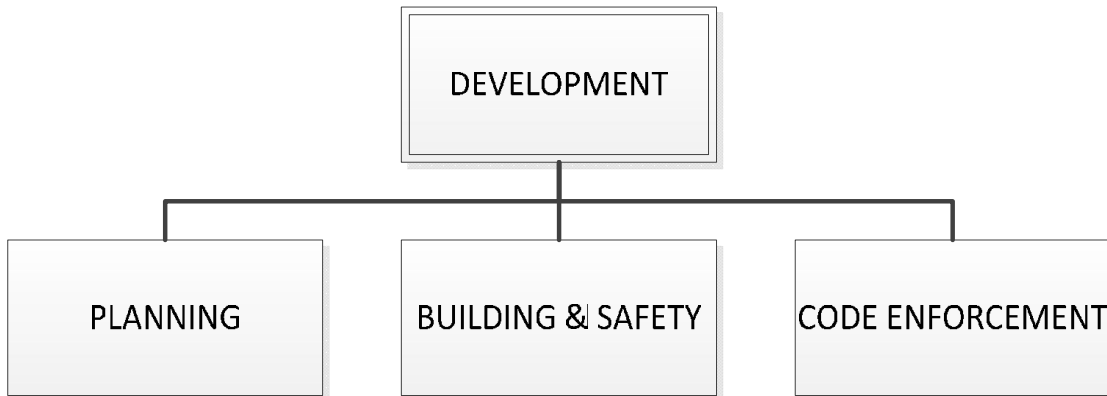 DEVELOPMENT
PLANNING
BUILDING & SAFETY
CODE ENFORCEMENT